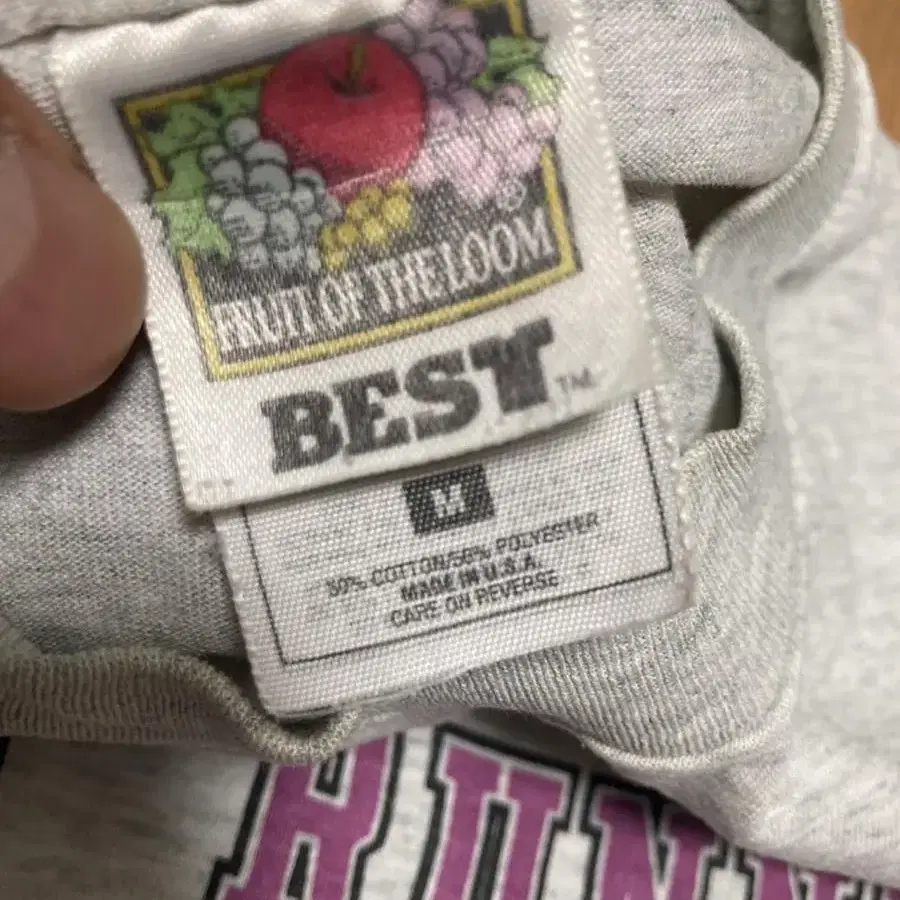 ®
FRUIT OF THE LOOM
BEST™
M
50% COTTON/50% POLYESTER
MADE IN U.S.A.
CARE ON REVERSE